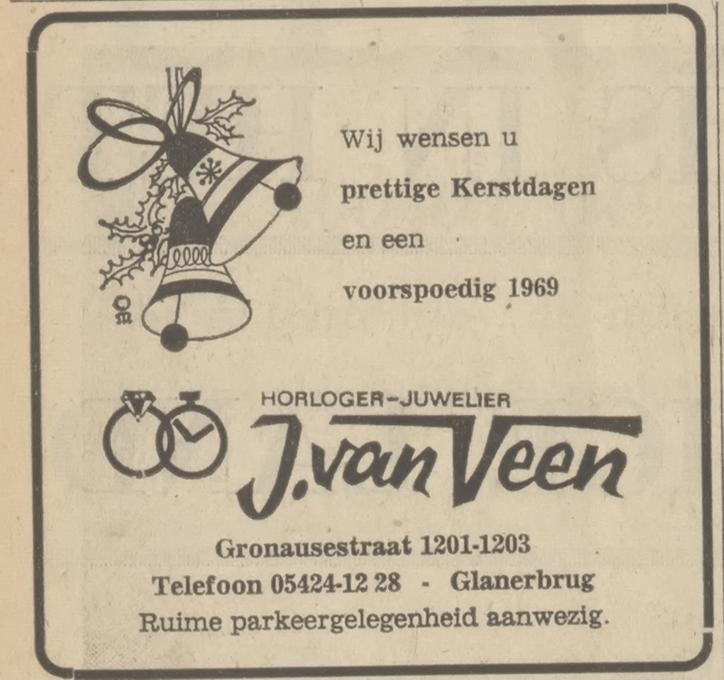 Wij wensen u
prettige Kerstdagen
en een
voorspoedig 1969
HORLOGER-JUWELIER
J. van Veen
Gronausestraat 1201-1203
Telefoon 05424-12 28 - Glanerbrug
Ruime parkeergelegenheid aanwezig.